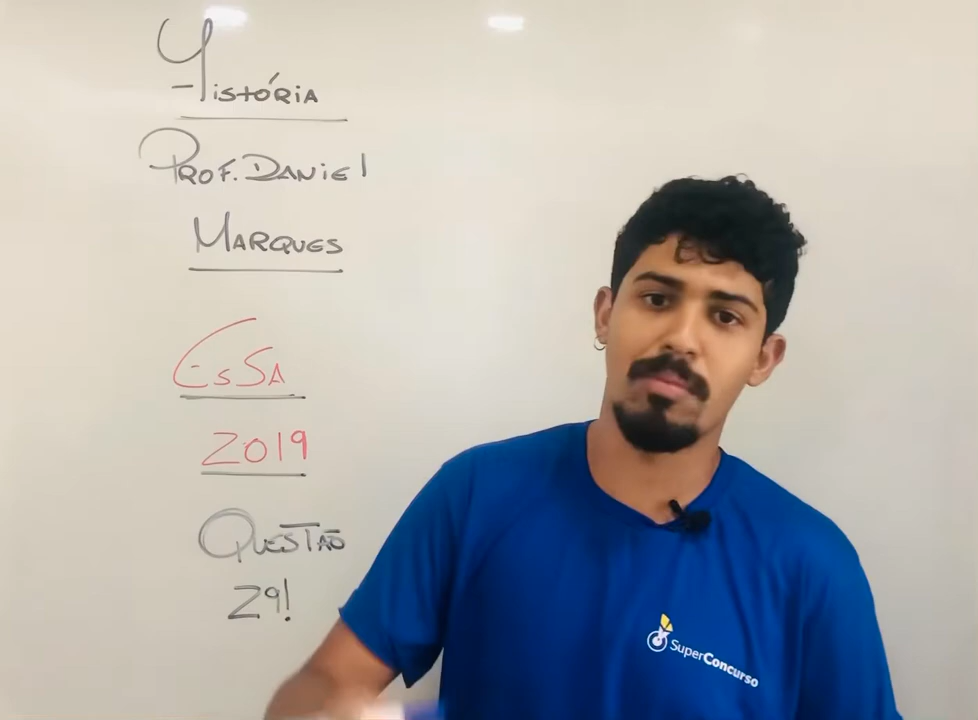 História
Prof. Daniel
Marques
EsSA
2019
Questão
29!
SuperConcurso